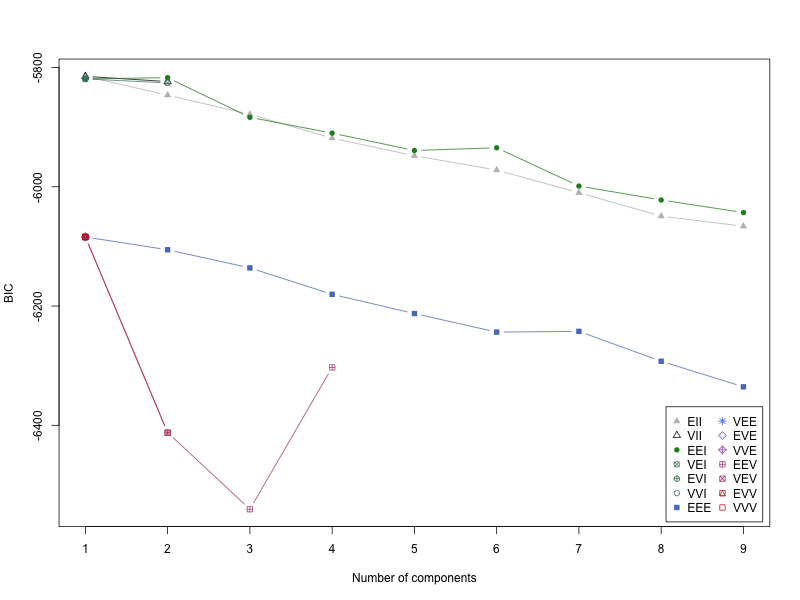 BIC
-5800
-6000
-6200
-6400
1 2 3 4 5 6 7 8 9
Number of components
EII VEE
VII EVE
EEI VVE
VEI EEV
EVI VEV
VVI EVV
EEE VVV